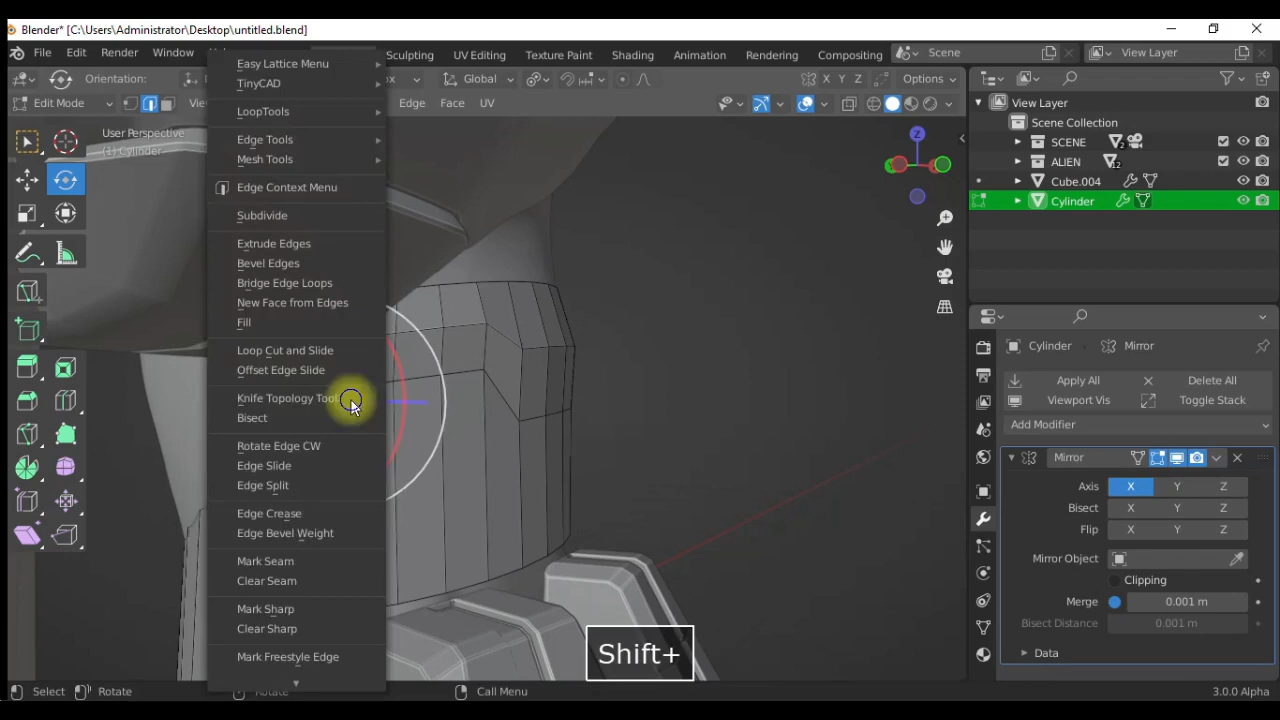 Blender* [C:\Users\Administrator\Desktop\untitled.blend]
File Edit Render Window
Sculpting UV Editing Texture Paint Shading Animation Rendering Compositing Scene View Layer
Orientation:
Global
X Y Z Options
Edit Mode
Edge Face UV
User Perspective
(1) Cylinder
Easy Lattice Menu
TinyCAD
LoopTools
Edge Tools
Mesh Tools
Edge Context Menu
Subdivide
Extrude Edges
Bevel Edges
Bridge Edge Loops
New Face from Edges
Fill
Loop Cut and Slide
Offset Edge Slide
Knife Topology Tool
Bisect
Rotate Edge CW
Edge Slide
Edge Split
Edge Crease
Edge Bevel Weight
Mark Seam
Clear Seam
Mark Sharp
Clear Sharp
Mark Freestyle Edge
Z
Shift+
View Layer
Scene Collection
SCENE 2
ALIEN 12
Cube.004
Cylinder
Cylinder Mirror
Apply All Delete All
Viewport Vis Toggle Stack
Add Modifier
Mirror
Axis X Y Z
Bisect X Y Z
Flip X Y Z
Mirror Object
Clipping
Merge 0.001 m
Bisect Distance 0.001 m
Data
Select Rotate Rotate Call Menu 3.0.0 Alpha